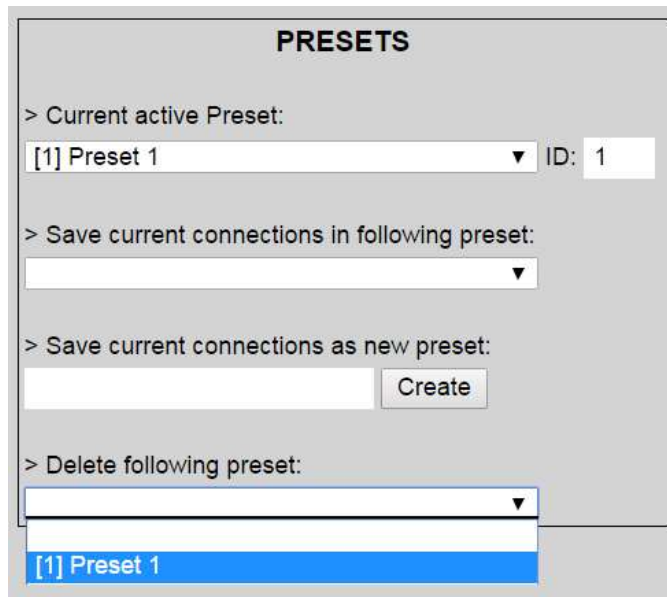 PRESETS
> Current active Preset:
[1] Preset 1 ▼ ID: 1
> Save current connections in following preset:
▼
> Save current connections as new preset:
Create
> Delete following preset:
▼
[1] Preset 1